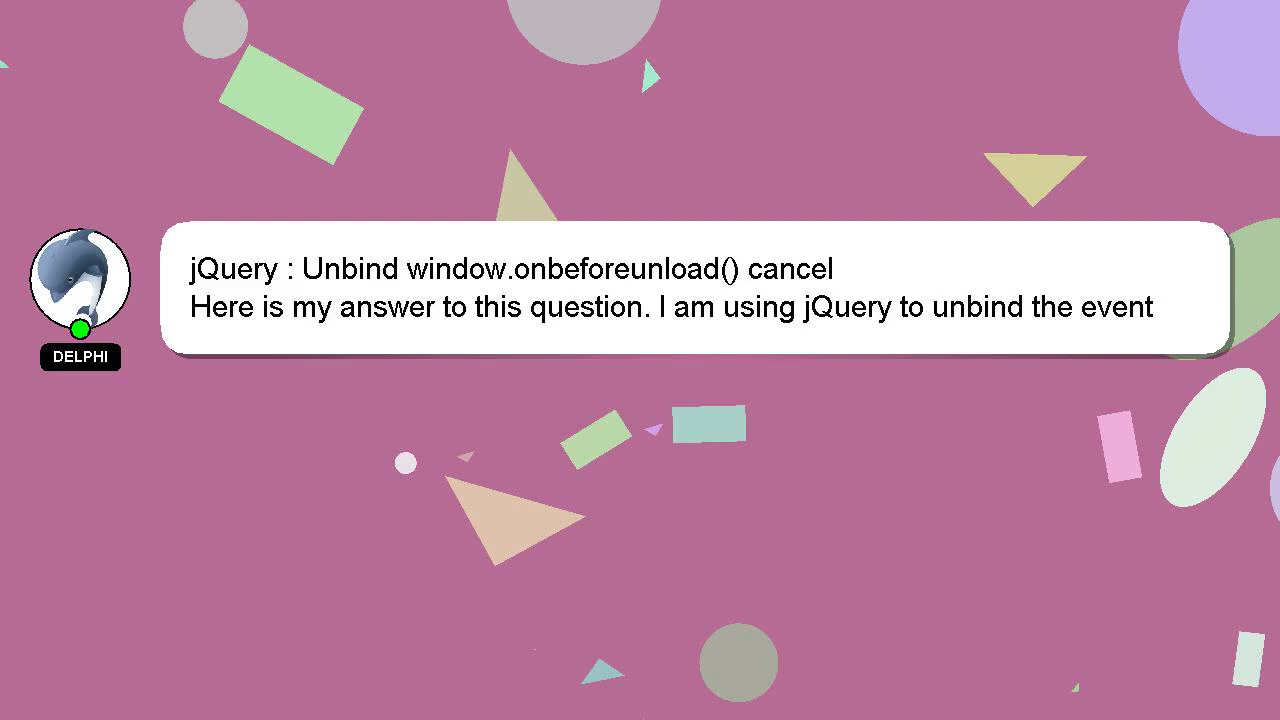 jQuery : Unbind window.onbeforeunload() cancel
Here is my answer to this question. I am using jQuery to unbind the event
DELPHI